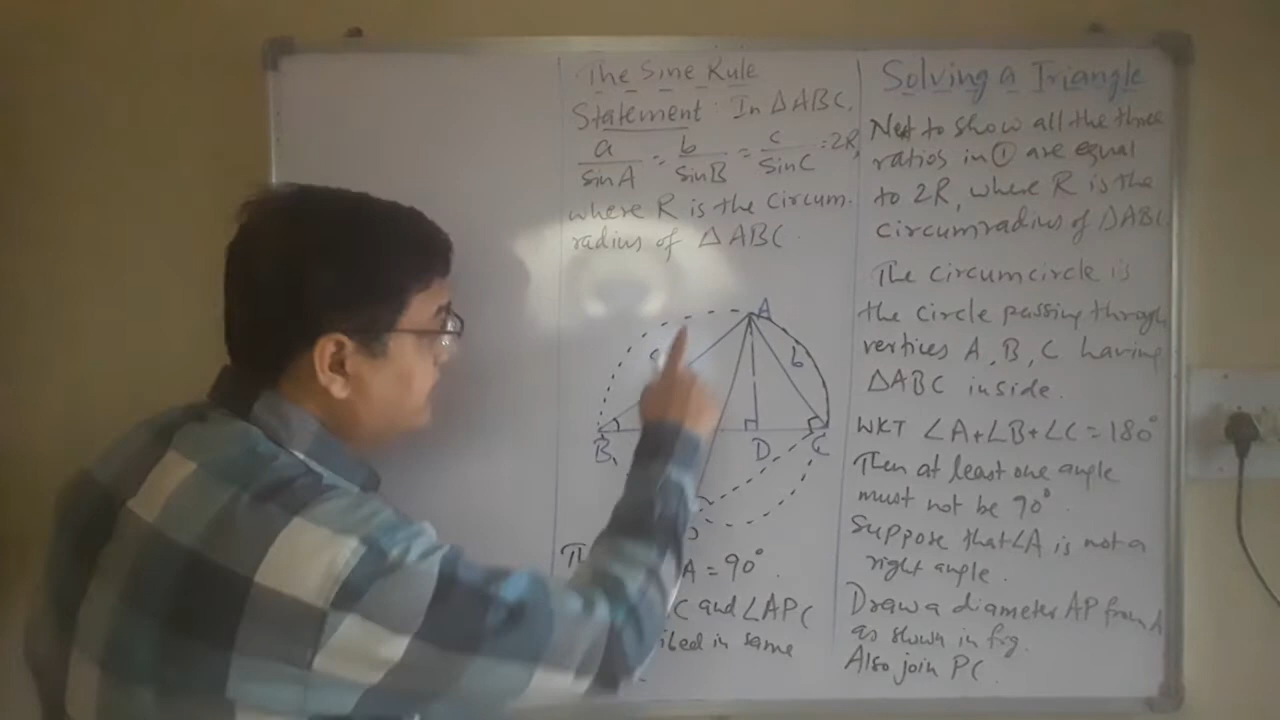 The Sine Rule
Statement: In △ABC,
a/sinA = b/sinB = c/sinC = 2R,
where R is the circum.
radius of △ABC.
A
b
B
D
C
A = 90°.
C and ∠APC
in same
Solving a Triangle
Next to show all the three
ratios in ① are equal
to 2R, where R is the
circumradius of △ABC.
The circumcircle is
the circle passing through
vertices A, B, C having
△ABC inside.
WKT ∠A+∠B+∠C=180°
Then at least one angle
must not be 90°.
Suppose that ∠A is not a
right angle.
Draw a diameter AP from A
as shown in fig.
Also join PC.